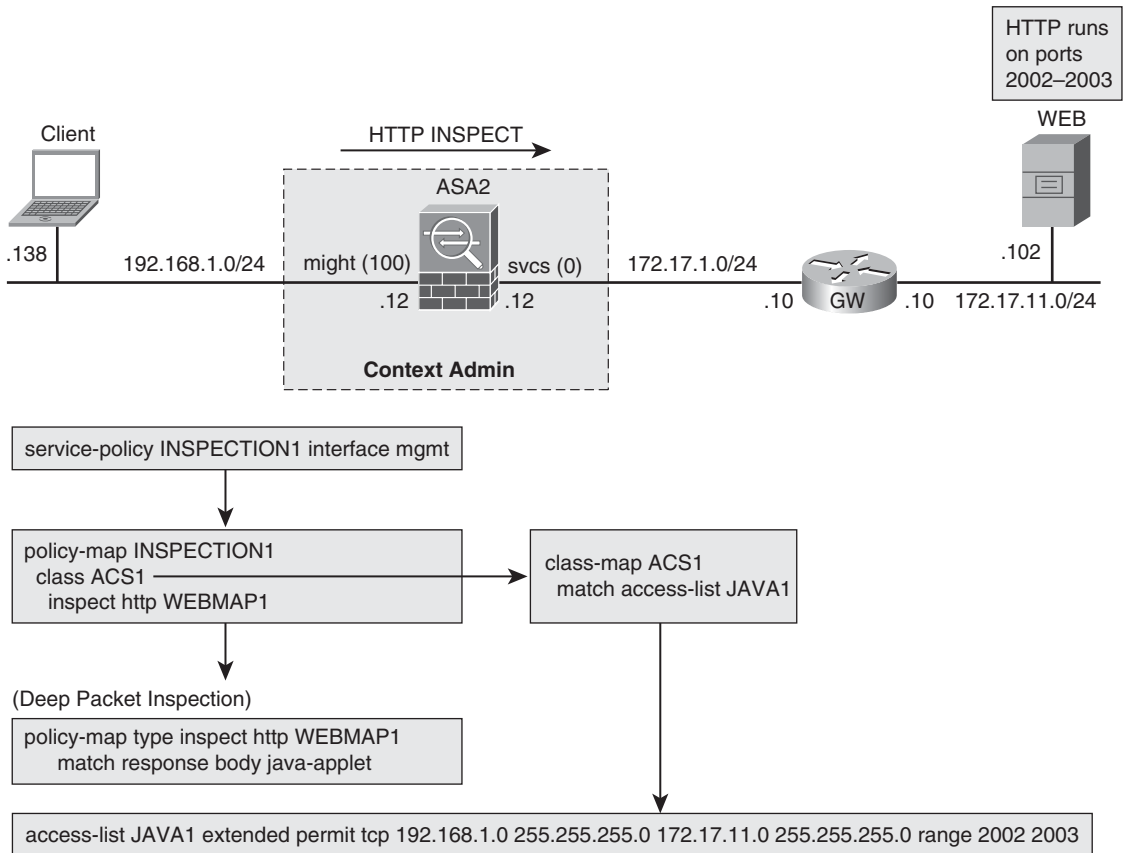 HTTP runs
on ports
2002–2003
WEB
Client
HTTP INSPECT
ASA2
.138
192.168.1.0/24
might (100)
svcs (0)
172.17.1.0/24
.102
.12
.12
.10
GW
.10
172.17.11.0/24
Context Admin
service-policy INSPECTION1 interface mgmt
policy-map INSPECTION1
class ACS1
inspect http WEBMAP1
class-map ACS1
match access-list JAVA1
(Deep Packet Inspection)
policy-map type inspect http WEBMAP1
match response body java-applet
access-list JAVA1 extended permit tcp 192.168.1.0 255.255.255.0 172.17.11.0 255.255.255.0 range 2002 2003